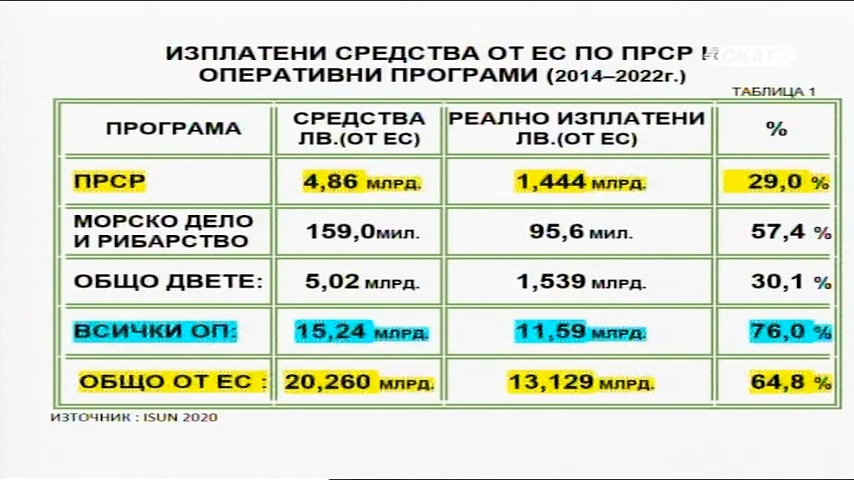 ИЗПЛАТЕНИ СРЕДСТВА ОТ ЕС ПО ПРСР И
СКАТ
ОПЕРАТИВНИ ПРОГРАМИ (2014–2022г.)
ТАБЛИЦА 1
ПРОГРАМА СРЕДСТВА ЛВ.(ОТ ЕС) РЕАЛНО ИЗПЛАТЕНИ ЛВ.(ОТ ЕС) %
ПРСР 4,86 МЛРД. 1,444 МЛРД. 29,0 %
МОРСКО ДЕЛО И РИБАРСТВО 159,0МИЛ. 95,6 МИЛ. 57,4 %
ОБЩО ДВЕТЕ: 5,02 МЛРД. 1,539 МЛРД. 30,1 %
ВСИЧКИ ОП: 15,24 МЛРД. 11,59 МЛРД. 76,0 %
ОБЩО ОТ ЕС : 20,260 МЛРД. 13,129 МЛРД. 64,8 %
ИЗТОЧНИК : ISUN 2020